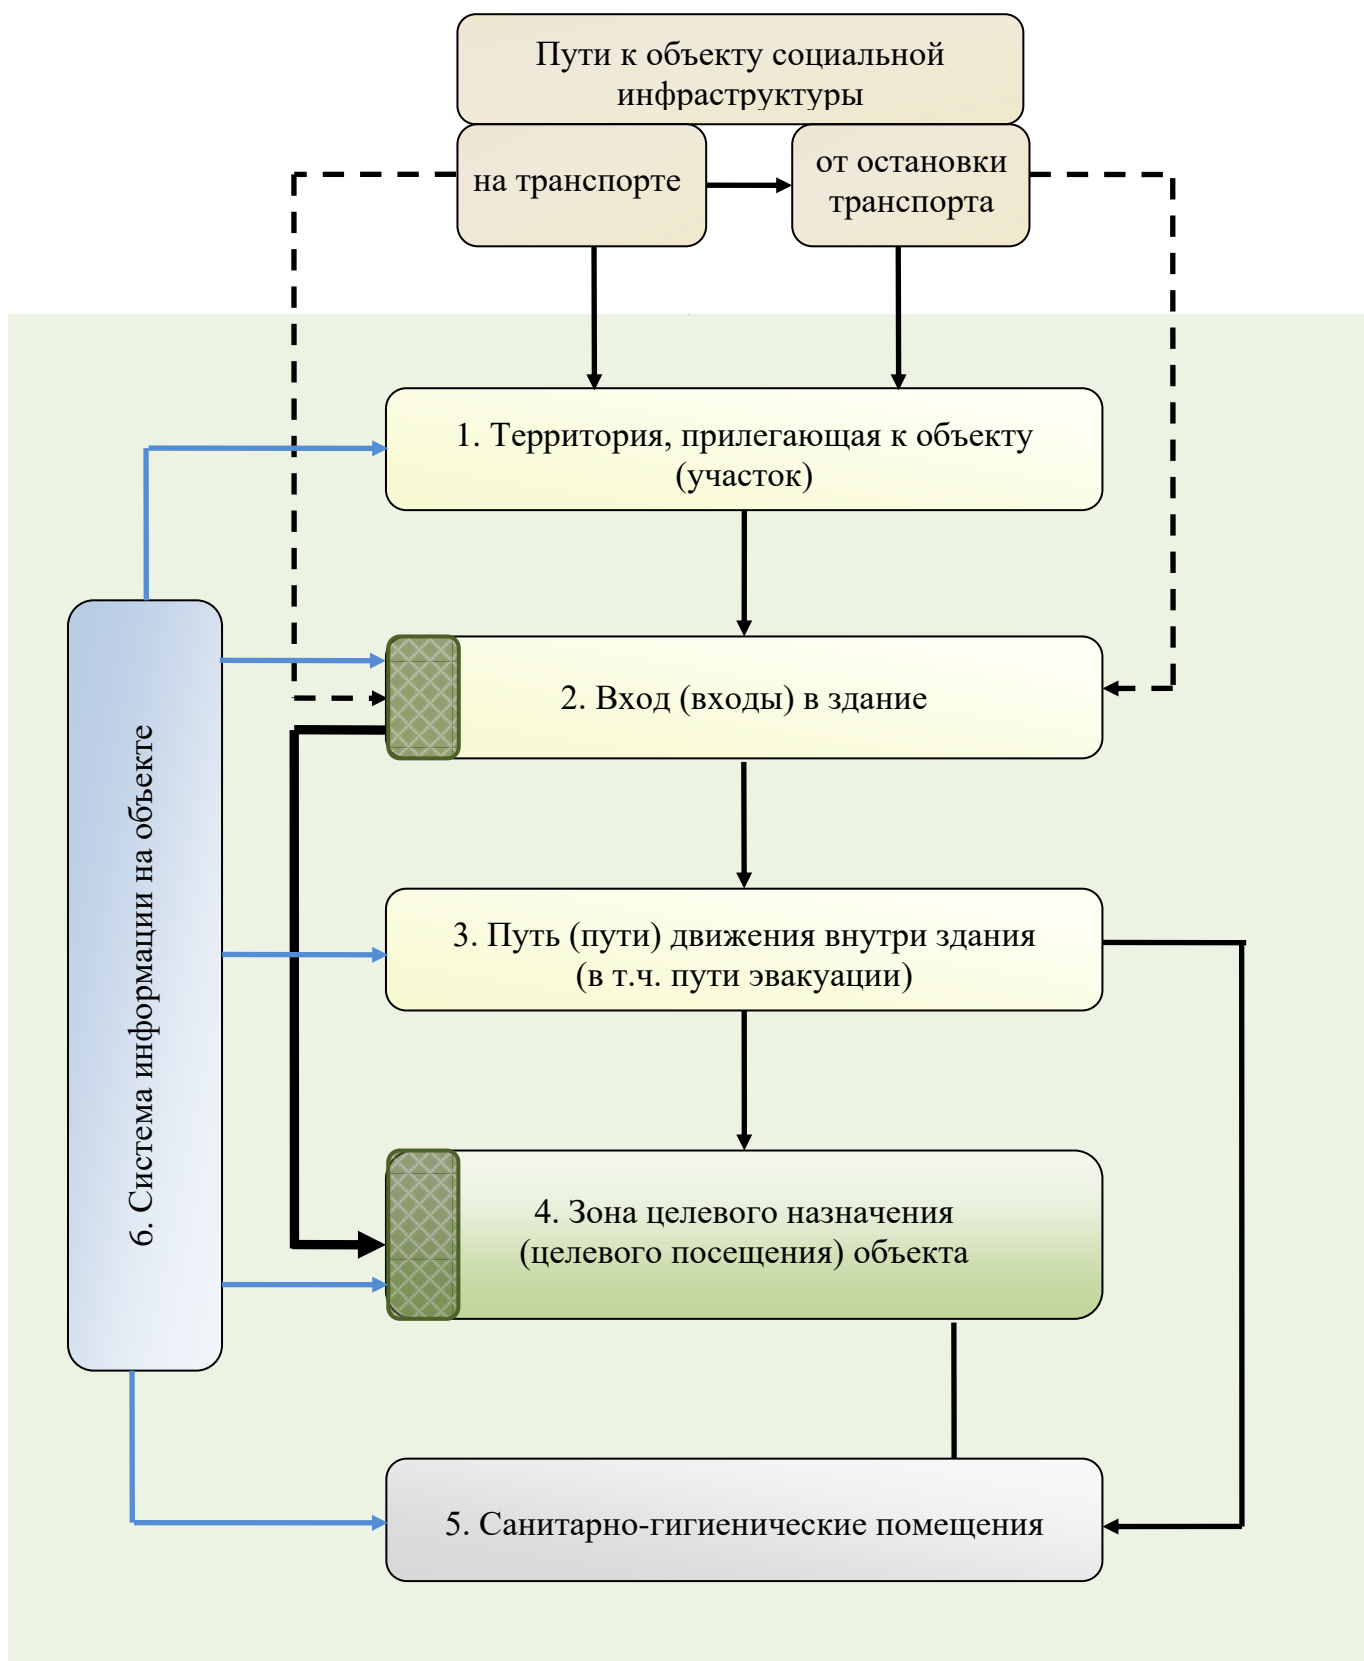 Пути к объекту социальной
инфраструктуры
на транспорте
от остановки
транспорта
1. Территория, прилегающая к объекту
(участок)
2. Вход (входы) в здание
3. Путь (пути) движения внутри здания
(в т.ч. пути эвакуации)
4. Зона целевого назначения
(целевого посещения) объекта
5. Санитарно-гигиенические помещения
6. Система информации на объекте